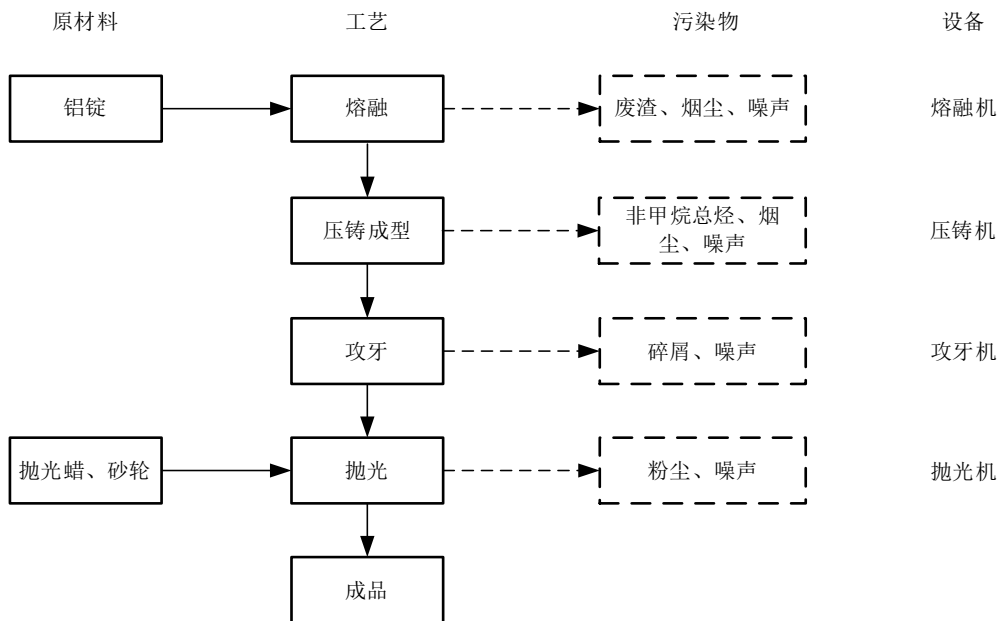 原材料 工艺 污染物 设备
铝锭 熔融 废渣、烟尘、噪声 熔融机
压铸成型 非甲烷总烃、烟 压铸机
尘、噪声
攻牙 碎屑、噪声 攻牙机
抛光蜡、砂轮 抛光 粉尘、噪声 抛光机
成品